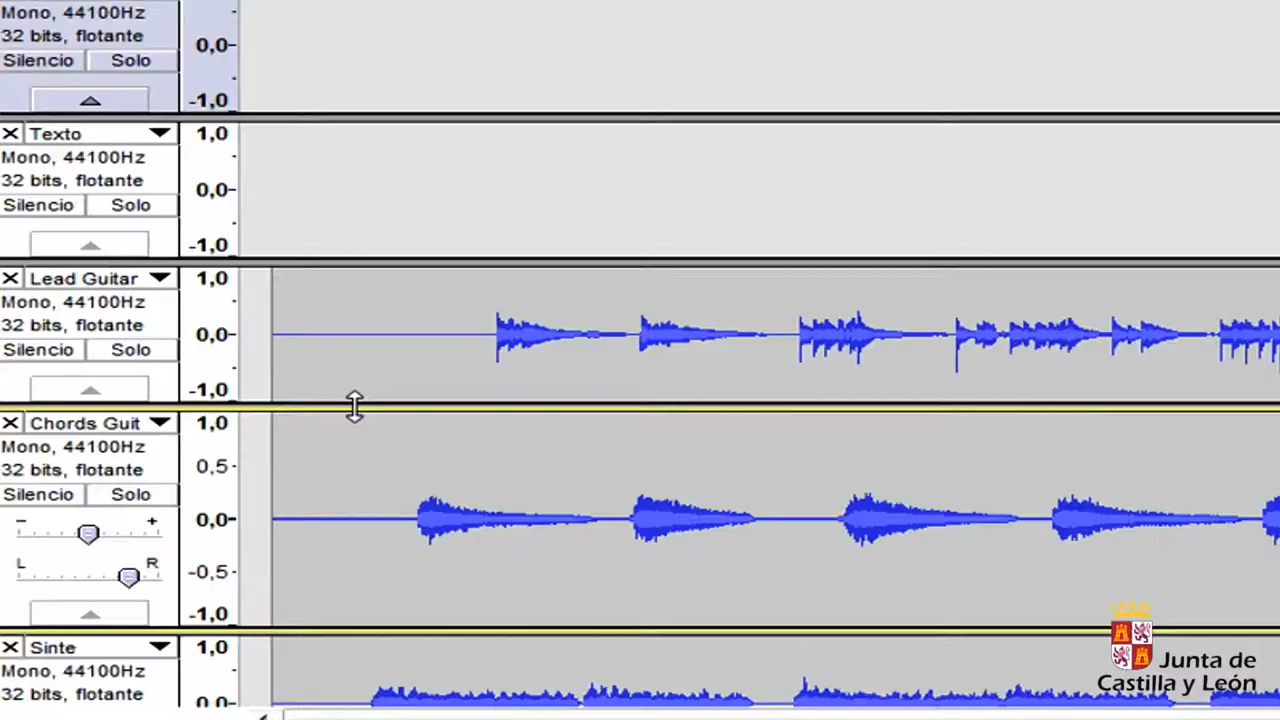 Mono, 44100Hz
32 bits, flotante
0,0-
Silencio Solo
-1,0
Texto 1,0
Mono, 44100Hz
32 bits, flotante
0,0-
Silencio Solo
-1,0
Lead Guitar 1,0
Mono, 44100Hz
32 bits, flotante
0,0-
Silencio Solo
-1,0
Chords Guit 1,0
Mono, 44100Hz
32 bits, flotante
0.5-
Silencio Solo
- +
0,0-
L R
-0,5-
-1,0
Sinte 1,0
Mono, 44100Hz
32 bits, flotante
0.0-
Junta de
Castilla y León